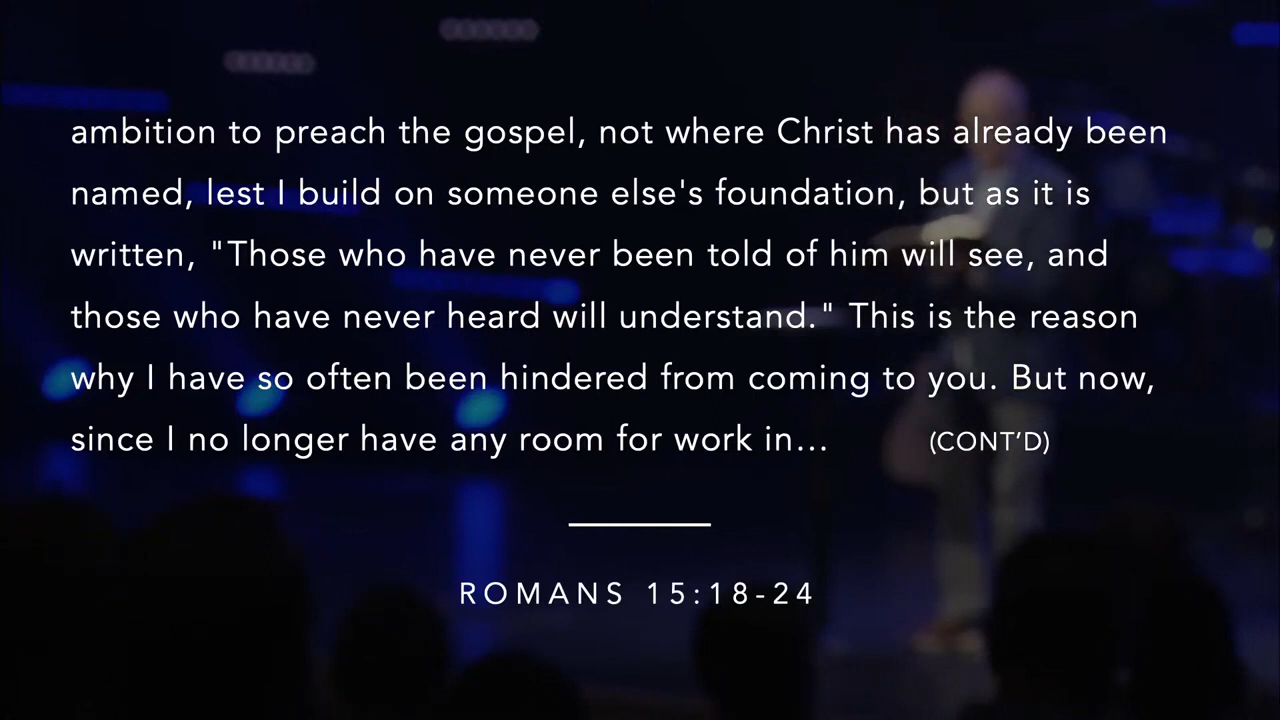 ambition to preach the gospel, not where Christ has already been
named, lest I build on someone else's foundation, but as it is
written, "Those who have never been told of him will see, and
those who have never heard will understand." This is the reason
why I have so often been hindered from coming to you. But now,
since I no longer have any room for work in... (CONT’D)
ROMANS 15:18-24